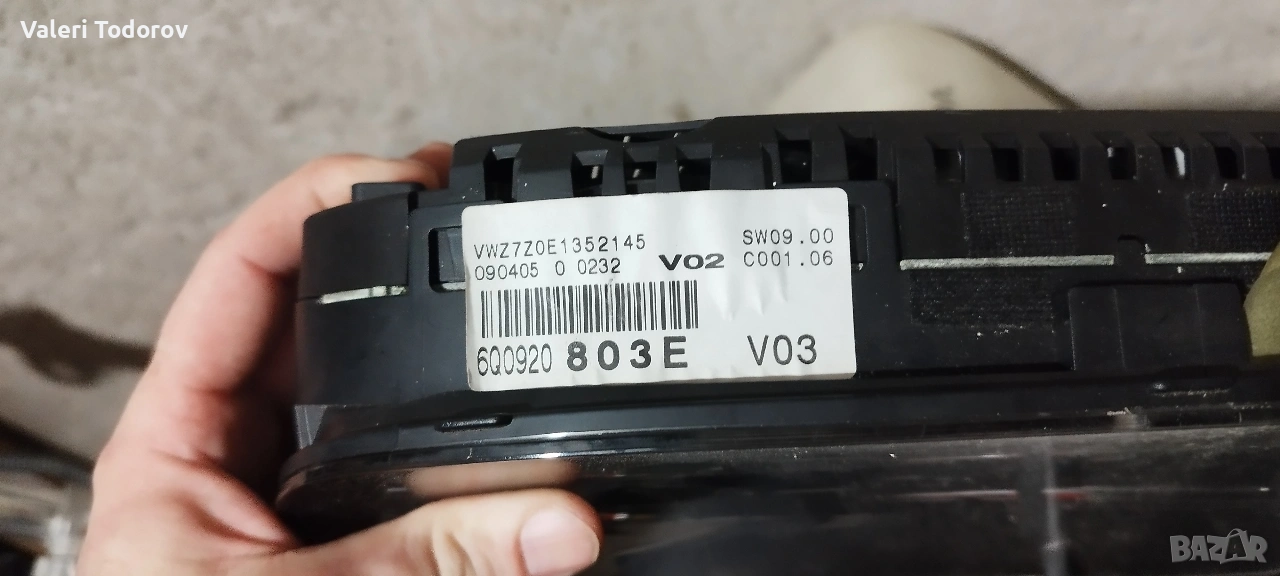 Valeri Todorov
VWZ7Z0E1352145 SW09.00
090405 0 0232 V02 C001.06
6Q0920 803E V03
BAZAR